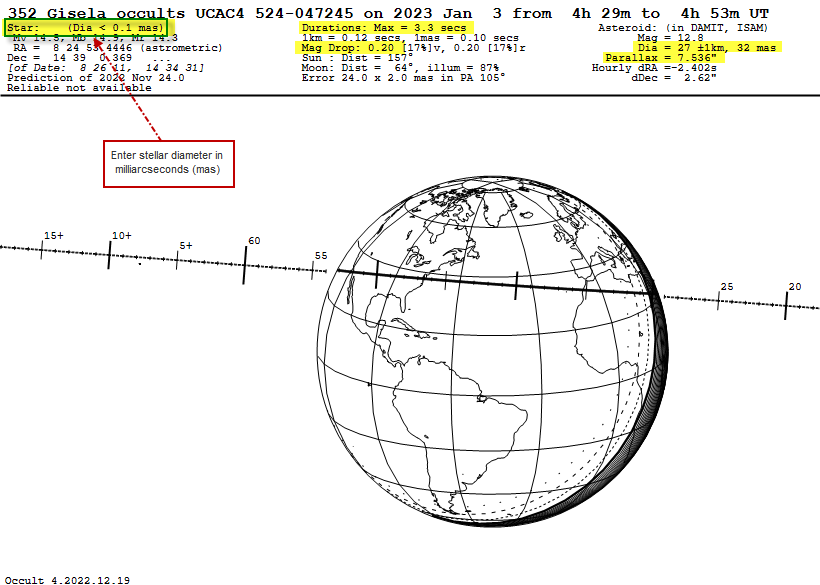 352 Gisela occults UCAC4 524-047245 on 2023 Jan 3 from 4h 29m to 4h 53m UT
Star: (Dia < 0.1 mas)
Mv 14.8, Mb 14.9, Mr 14.3
RA = 8 24 53.4446 (astrometric)
Dec = 14 39 0.369 ...
[of Date: 8 26 11, 14 34 31]
Prediction of 2022 Nov 24.0
Reliable not available
Durations: Max = 3.3 secs
1km = 0.12 secs, 1mas = 0.10 secs
Mag Drop: 0.20 [17%]v, 0.20 [17%]r
Sun : Dist = 157°
Moon: Dist = 64°, illum = 87%
Error 24.0 x 2.0 mas in PA 105°
Asteroid: (in DAMIT, ISAM)
Mag = 12.8
Dia = 27 ±1km, 32 mas
Parallax = 7.536"
Hourly dRA =-2.402s
dDec = 2.62"
Enter stellar diameter in
milliarcseconds (mas)
15+
10+
5+
60
55
25
20
Occult 4.2022.12.19